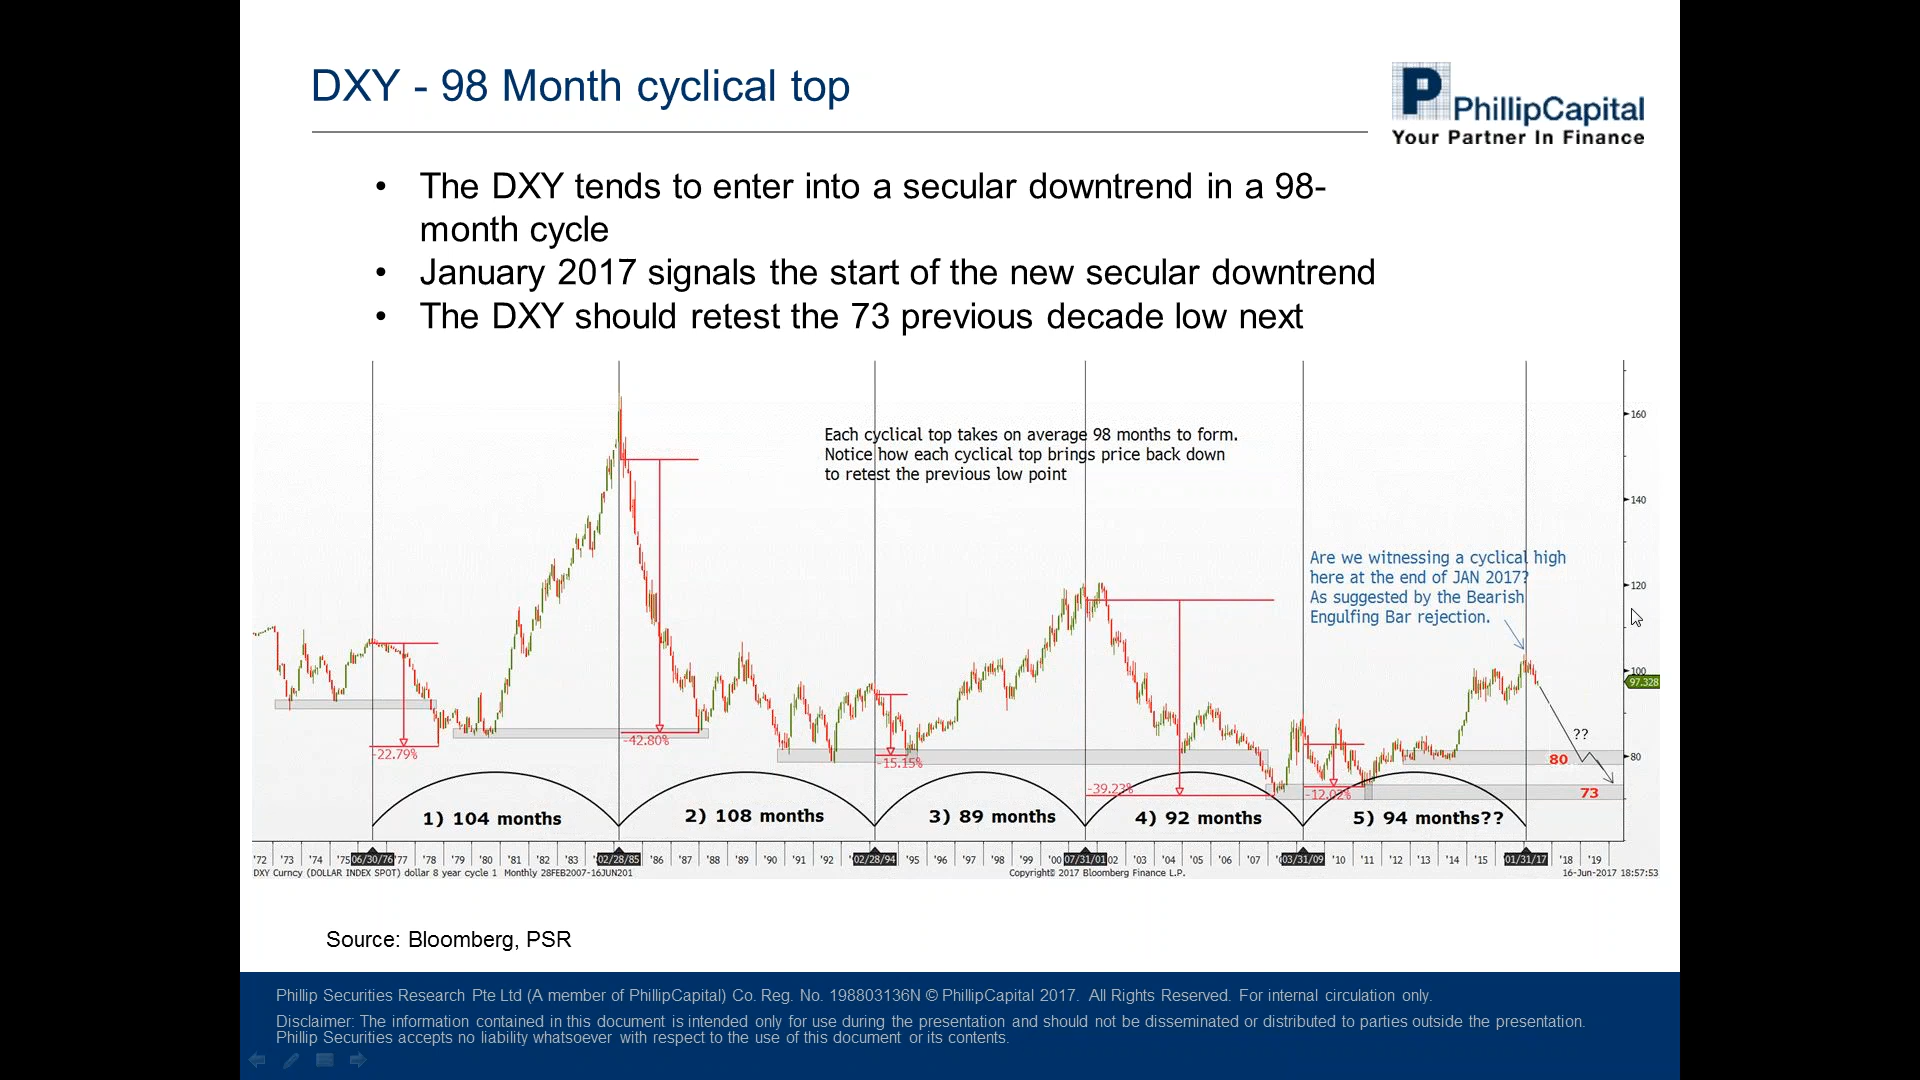 DXY - 98 Month cyclical top
P
PhillipCapital
Your Partner In Finance
• The DXY tends to enter into a secular downtrend in a 98-
month cycle
• January 2017 signals the start of the new secular downtrend
• The DXY should retest the 73 previous decade low next
Each cyclical top takes on average 98 months to form.
Notice how each cyclical top brings price back down
to retest the previous low point
Are we witnessing a cyclical high
here at the end of JAN 2017?
As suggested by the Bearish
Engulfing Bar rejection.
160
140
120
100
97.328
80
-22.79%
-42.80%
-15.15%
-39.23%
-12.02%
??
80
73
1) 104 months
2) 108 months
3) 89 months
4) 92 months
5) 94 months??
'72 '73 '74 '75 06/30/76 '77 '78 '79 '80 '81 '82 '83 02/28/85 '86 '87 '88 '89 '90 '91 '92 02/28/94 '95 '96 '97 '98 '99 '00 07/31/01 02 '03 '04 '05 '06 '07 03/31/09 '10 '11 '12 '13 '14 '15 01/31/17 '18 '19
DXY Curncy (DOLLAR INDEX SPOT) dollar 8 year cycle 1 Monthly 28FEB2007-16JUN201
Copyright© 2017 Bloomberg Finance L.P.
16-Jun-2017 18:57:53
Source: Bloomberg, PSR
Phillip Securities Research Pte Ltd (A member of PhillipCapital) Co. Reg. No. 198803136N © PhillipCapital 2017. All Rights Reserved. For internal circulation only.
Disclaimer: The information contained in this document is intended only for use during the presentation and should not be disseminated or distributed to parties outside the presentation.
Phillip Securities accepts no liability whatsoever with respect to the use of this document or its contents.